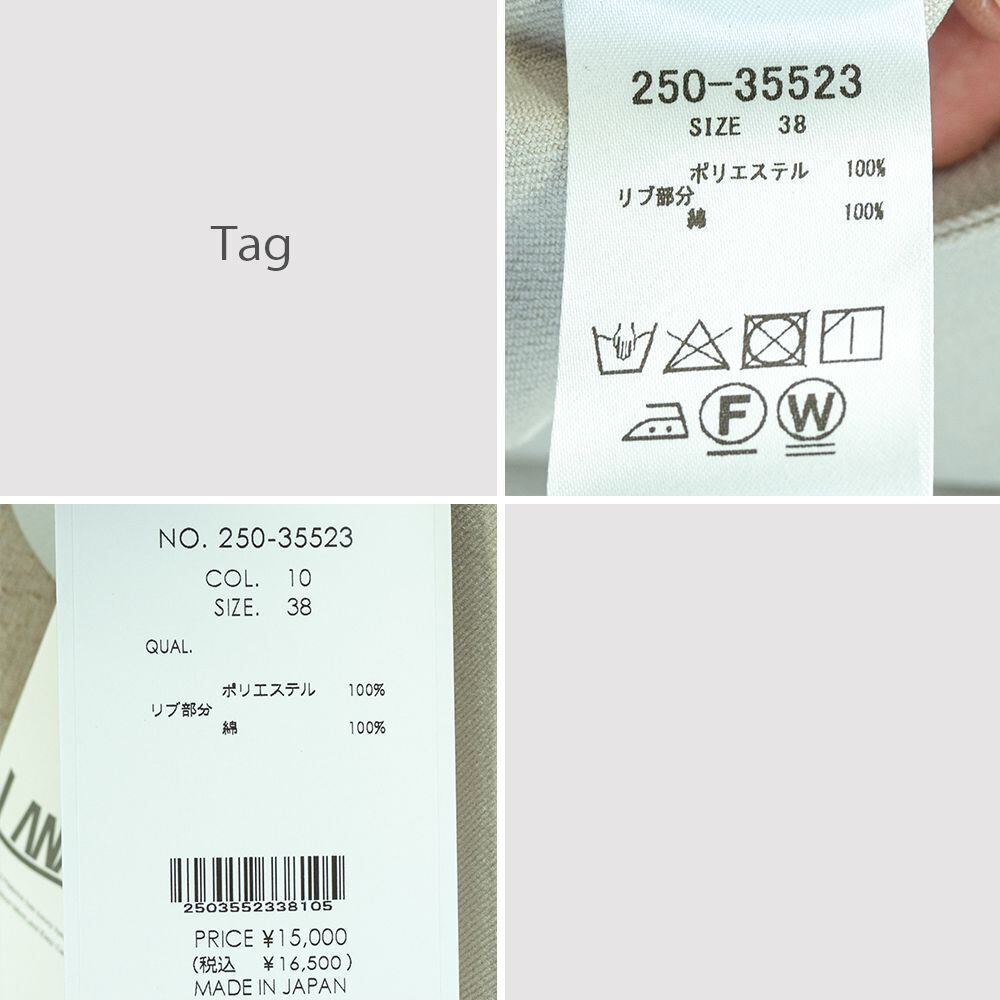 Tag
250-35523
SIZE 38
ポリエステル 100%
リブ部分
綿 100%
F W
NO. 250-35523
COL. 10
SIZE. 38
QUAL.
ポリエステル 100%
リブ部分
綿 100%
2503552338105
PRICE ¥15,000
(税込 ¥16,500)
MADE IN JAPAN